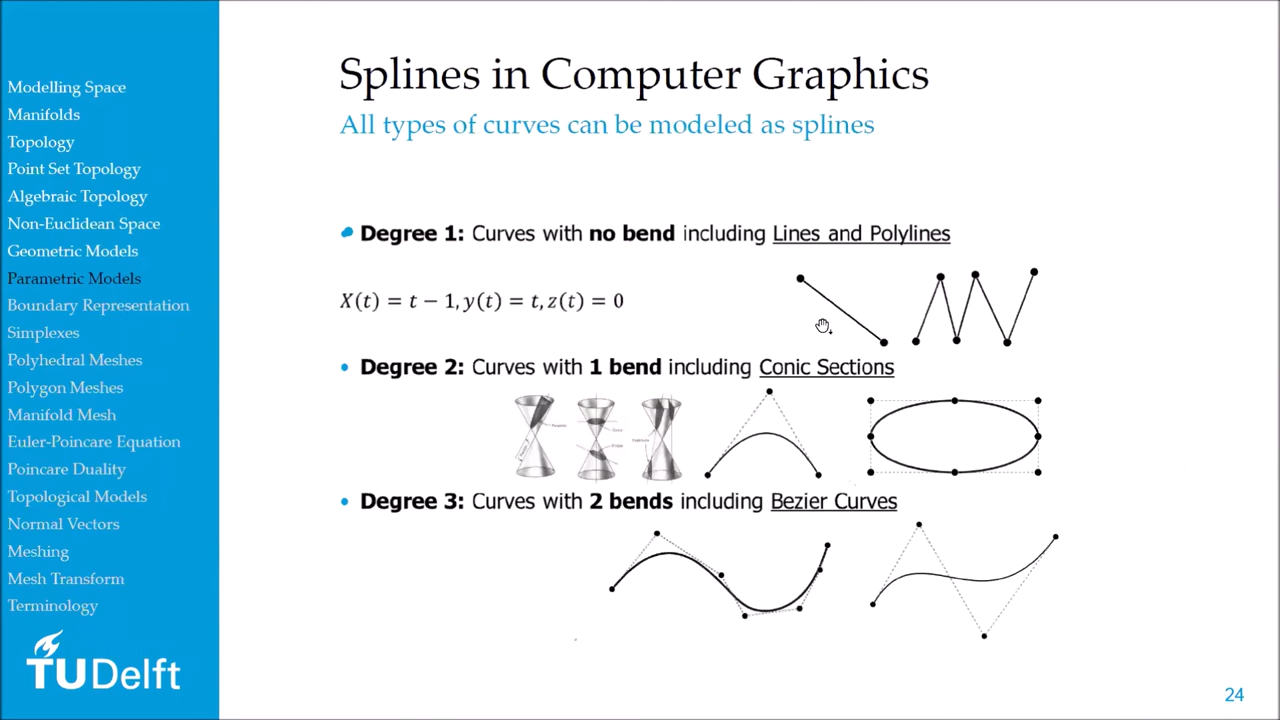 Splines in Computer Graphics
All types of curves can be modeled as splines
Modelling Space
Manifolds
Topology
Point Set Topology
Algebraic Topology
Non-Euclidean Space
Geometric Models
Parametric Models
Boundary Representation
Simplexes
Polyhedral Meshes
Polygon Meshes
Manifold Mesh
Euler-Poincare Equation
Poincare Duality
Topological Models
Normal Vectors
Meshing
Mesh Transform
Terminology
TUDelft
• Degree 1: Curves with no bend including Lines and Polylines
X(t) = t − 1, y(t) = t, z(t) = 0
• Degree 2: Curves with 1 bend including Conic Sections
• Degree 3: Curves with 2 bends including Bezier Curves
24